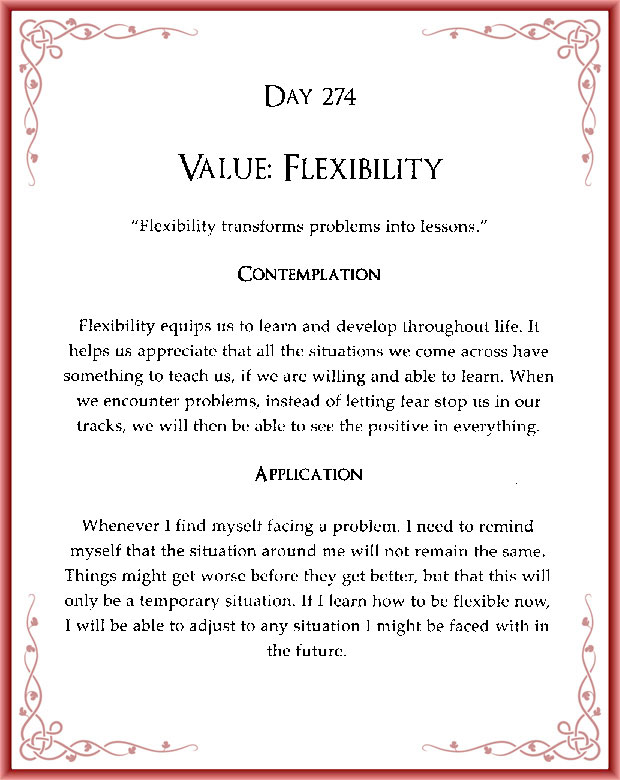 DAY 274
VALUE: FLEXIBILITY
"Flexibility transforms problems into lessons."
CONTEMPLATION
Flexibility equips us to learn and develop throughout life. It
helps us appreciate that all the situations we come across have
something to teach us, if we are willing and able to learn. When
we encounter problems, instead of letting fear stop us in our
tracks, we will then be able to see the positive in everything.
APPLICATION
Whenever I find myself facing a problem, I need to remind
myself that the situation around me will not remain the same.
Things might get worse before they get better, but that this will
only be a temporary situation. If I learn how to be flexible now,
I will be able to adjust to any situation I might be faced with in
the future.